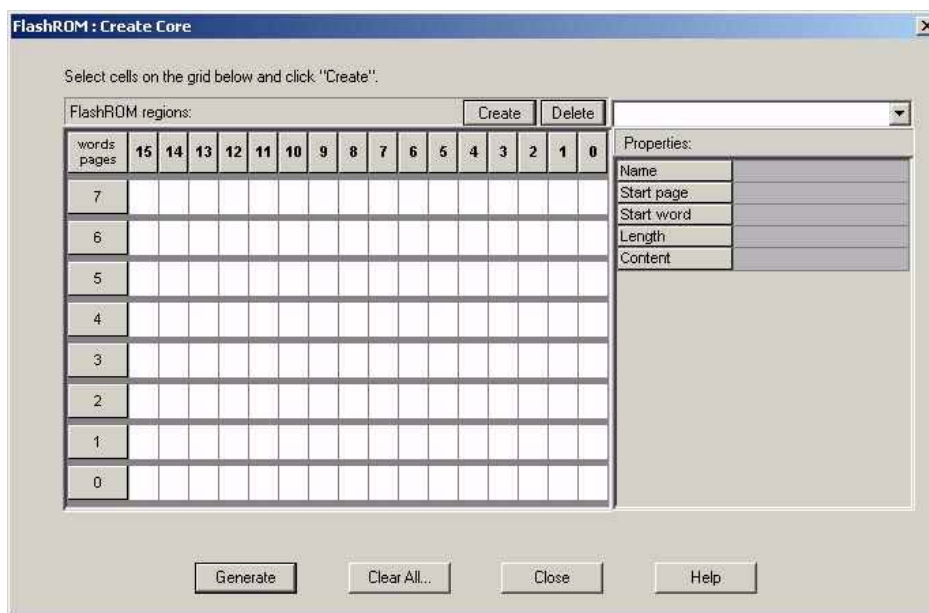 FlashROM : Create Core
Select cells on the grid below and click "Create".
FlashROM regions: Create Delete
words pages 15 14 13 12 11 10 9 8 7 6 5 4 3 2 1 0
7
6
5
4
3
2
1
0
Properties:
Name
Start page
Start word
Length
Content
Generate Clear All... Close Help